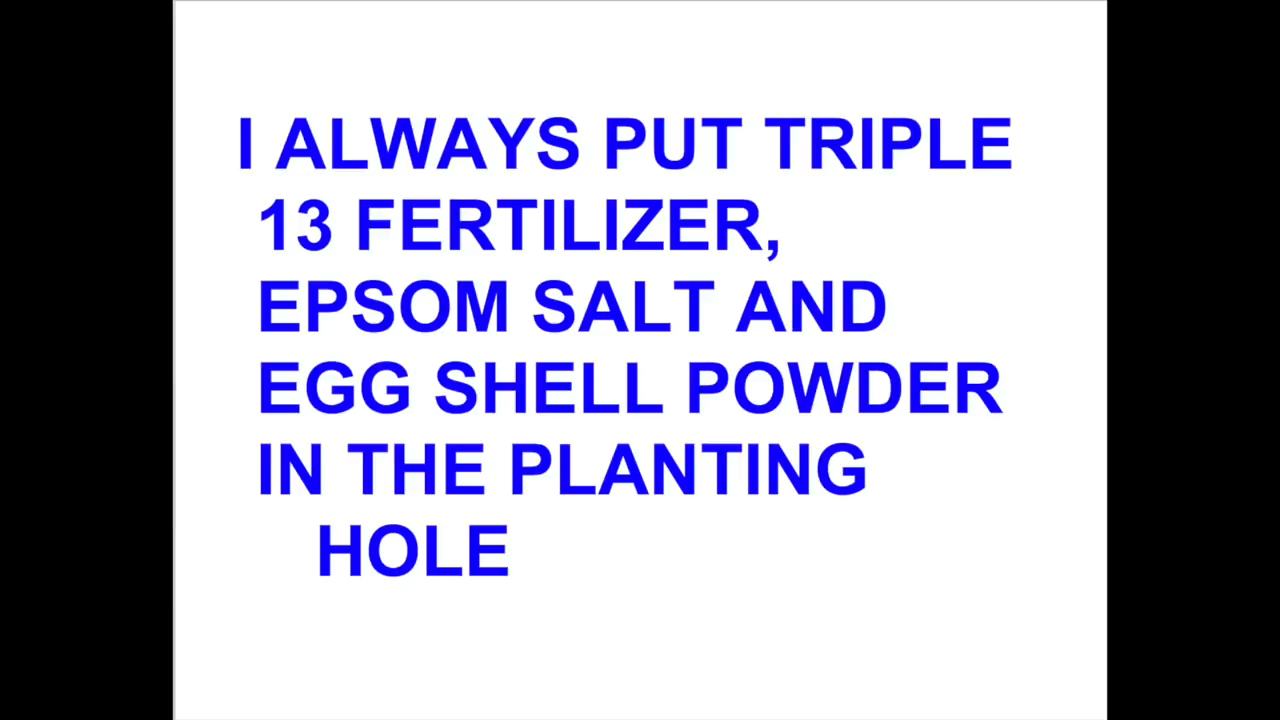 I ALWAYS PUT TRIPLE
13 FERTILIZER,
EPSOM SALT AND
EGG SHELL POWDER
IN THE PLANTING
HOLE